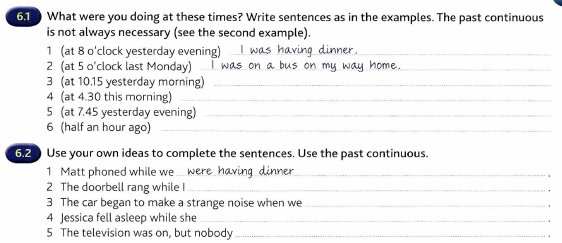 6.1 What were you doing at these times? Write sentences as in the examples. The past continuous
is not always necessary (see the second example).
1 (at 8 o'clock yesterday evening) I was having dinner.
2 (at 5 o'clock last Monday) I was on a bus on my way home.
3 (at 10.15 yesterday morning)
4 (at 4.30 this morning)
5 (at 7.45 yesterday evening)
6 (half an hour ago)
6.2 Use your own ideas to complete the sentences. Use the past continuous.
1 Matt phoned while we were having dinner .
2 The doorbell rang while I .
3 The car began to make a strange noise when we .
4 Jessica fell asleep while she .
5 The television was on, but nobody .